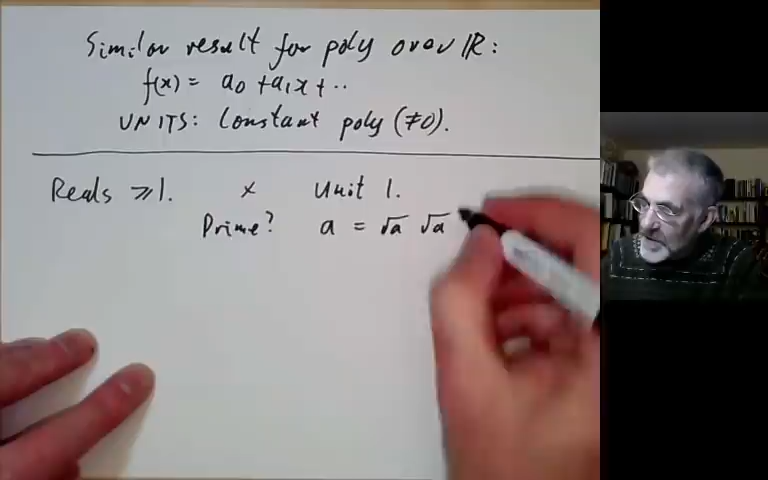 Similar result for poly over ℝ:
f(x) = a₀ + a₁x + ..
UNITS: Constant poly (≠0).
Reals ⩾1. × Unit 1.
Prime? a = √a √a